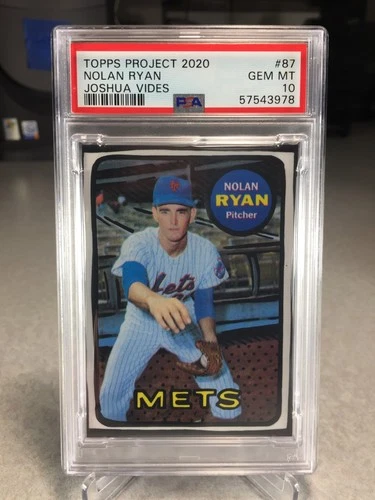 TOPPS PROJECT 2020 #87
NOLAN RYAN GEM MT
JOSHUA VIDES 10
PSA 57543978
NOLAN
RYAN
Pitcher
Mets
METS